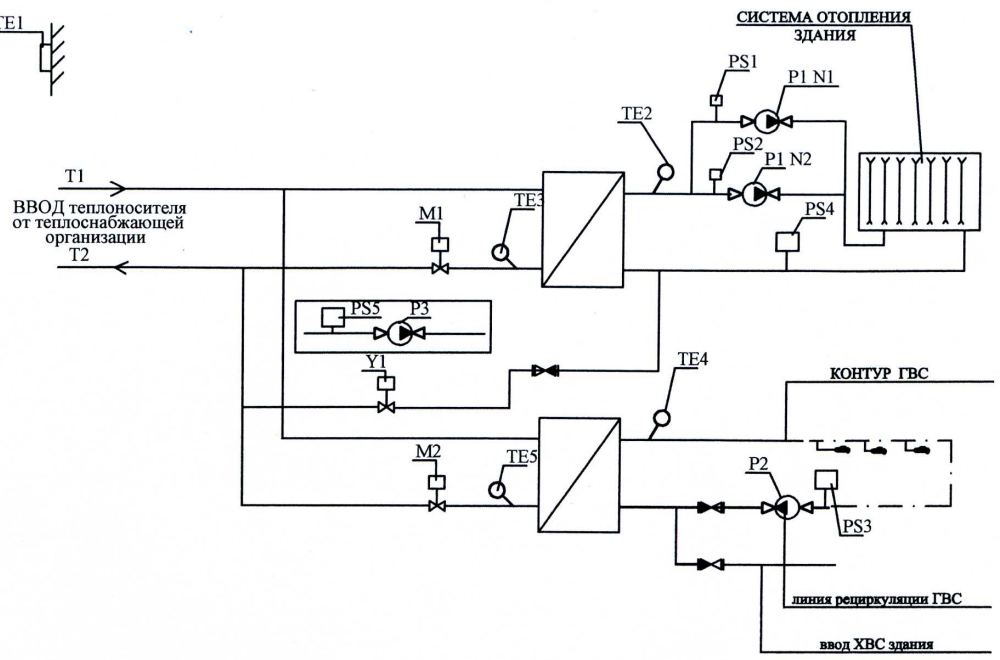 TE1
СИСТЕМА ОТОПЛЕНИЯ
ЗДАНИЯ
PS1
P1 N1
TE2
PS2
P1 N2
T1
ВВОД теплоносителя
от теплоснабжающей
организации
T2
M1
TE3
PS4
PS5
P3
Y1
TE4
КОНТУР ГВС
M2
TE5
P2
PS3
линия рециркуляции ГВС
ввод ХВС здания